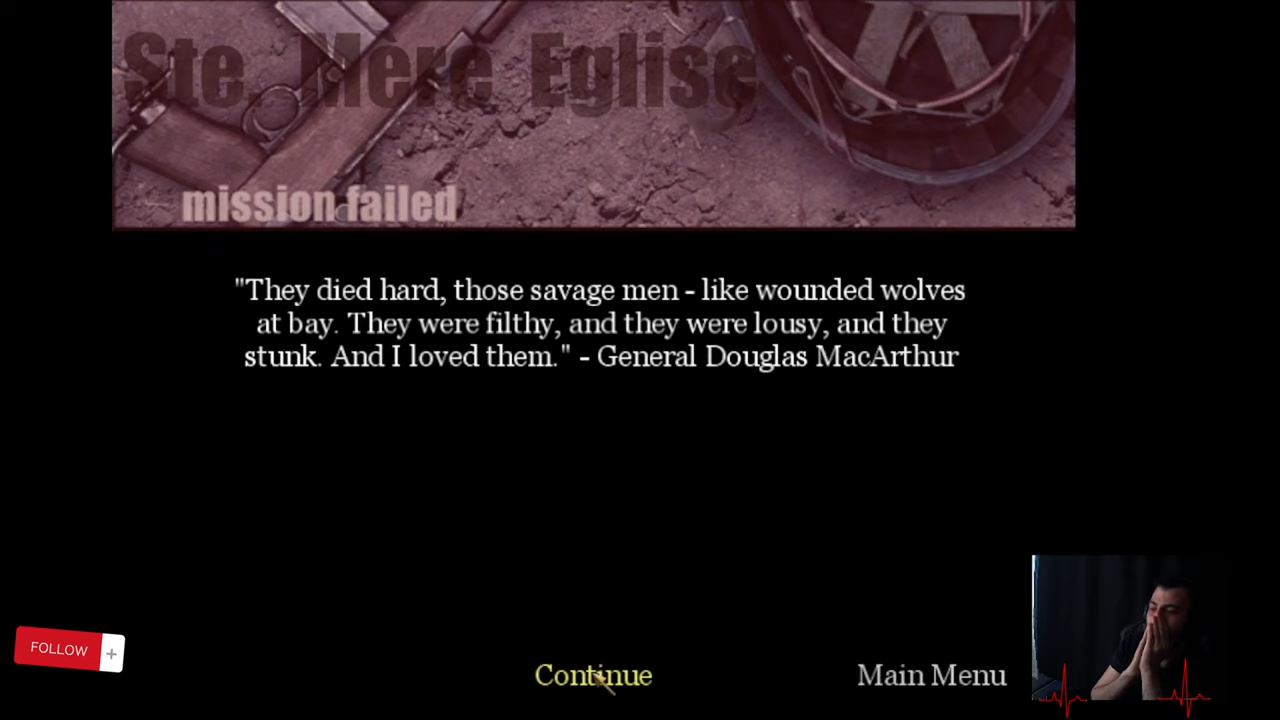 Ste. Mere Eglise
mission failed
"They died hard, those savage men - like wounded wolves
at bay. They were filthy, and they were lousy, and they
stunk. And I loved them." - General Douglas MacArthur
FOLLOW +
Continue
Main Menu